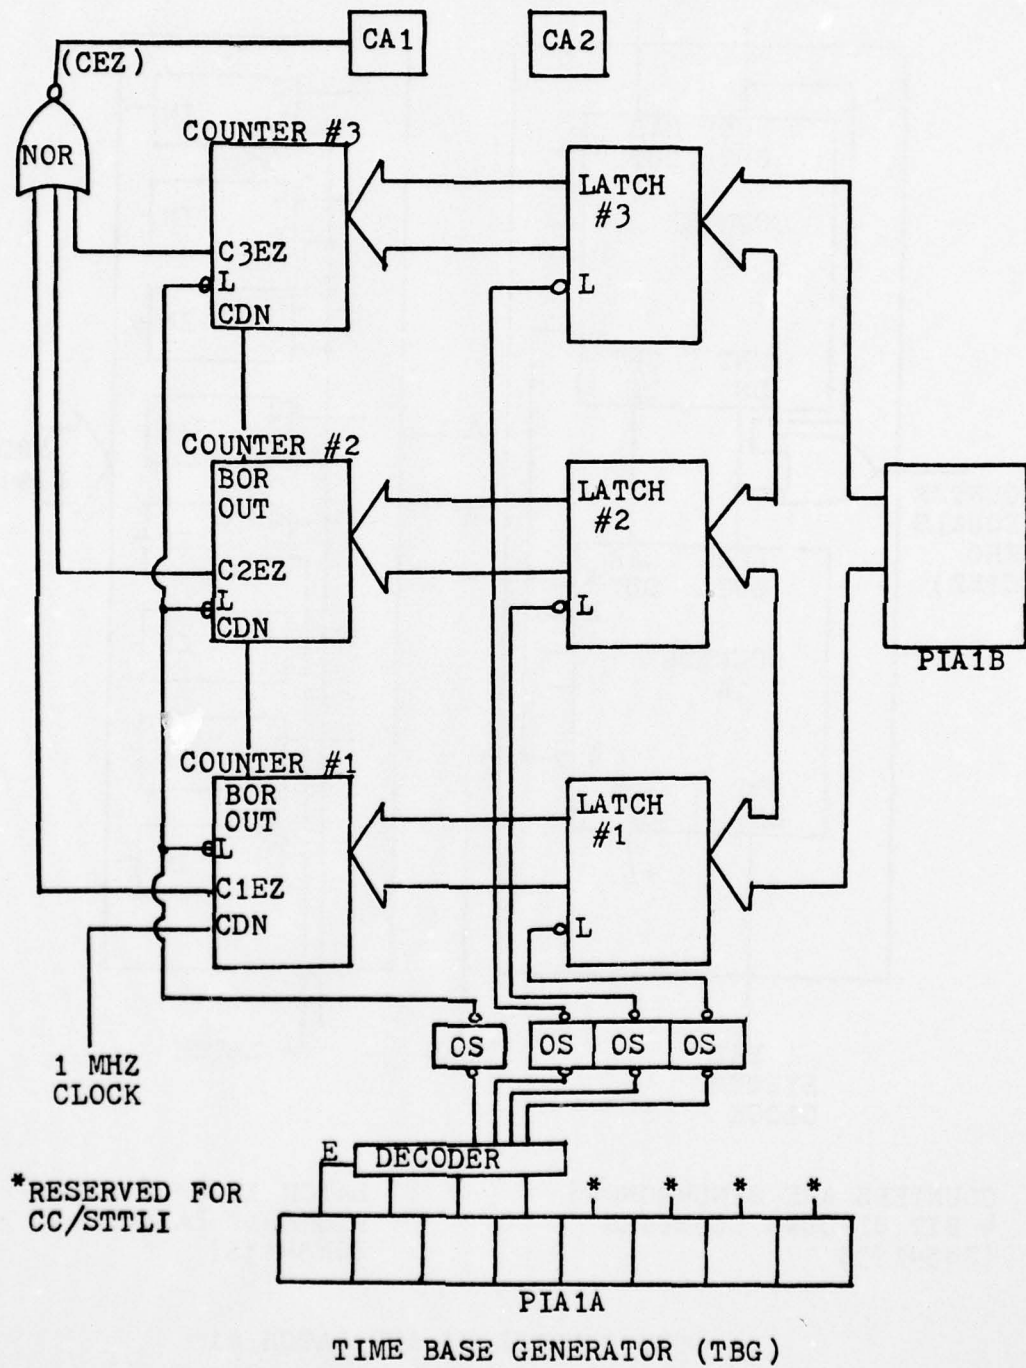 CA1
CA2
(CEZ)
NOR
COUNTER #3
C3EZ
L
CDN
LATCH
#3
L
COUNTER #2
BOR
OUT
C2EZ
L
CDN
LATCH
#2
L
PIA1B
COUNTER #1
BOR
OUT
L
C1EZ
CDN
LATCH
#1
L
1 MHZ
CLOCK
OS
OS
OS
OS
E
DECODER
*RESERVED FOR
CC/STTLI
* * * *
PIA1A
TIME BASE GENERATOR (TBG)